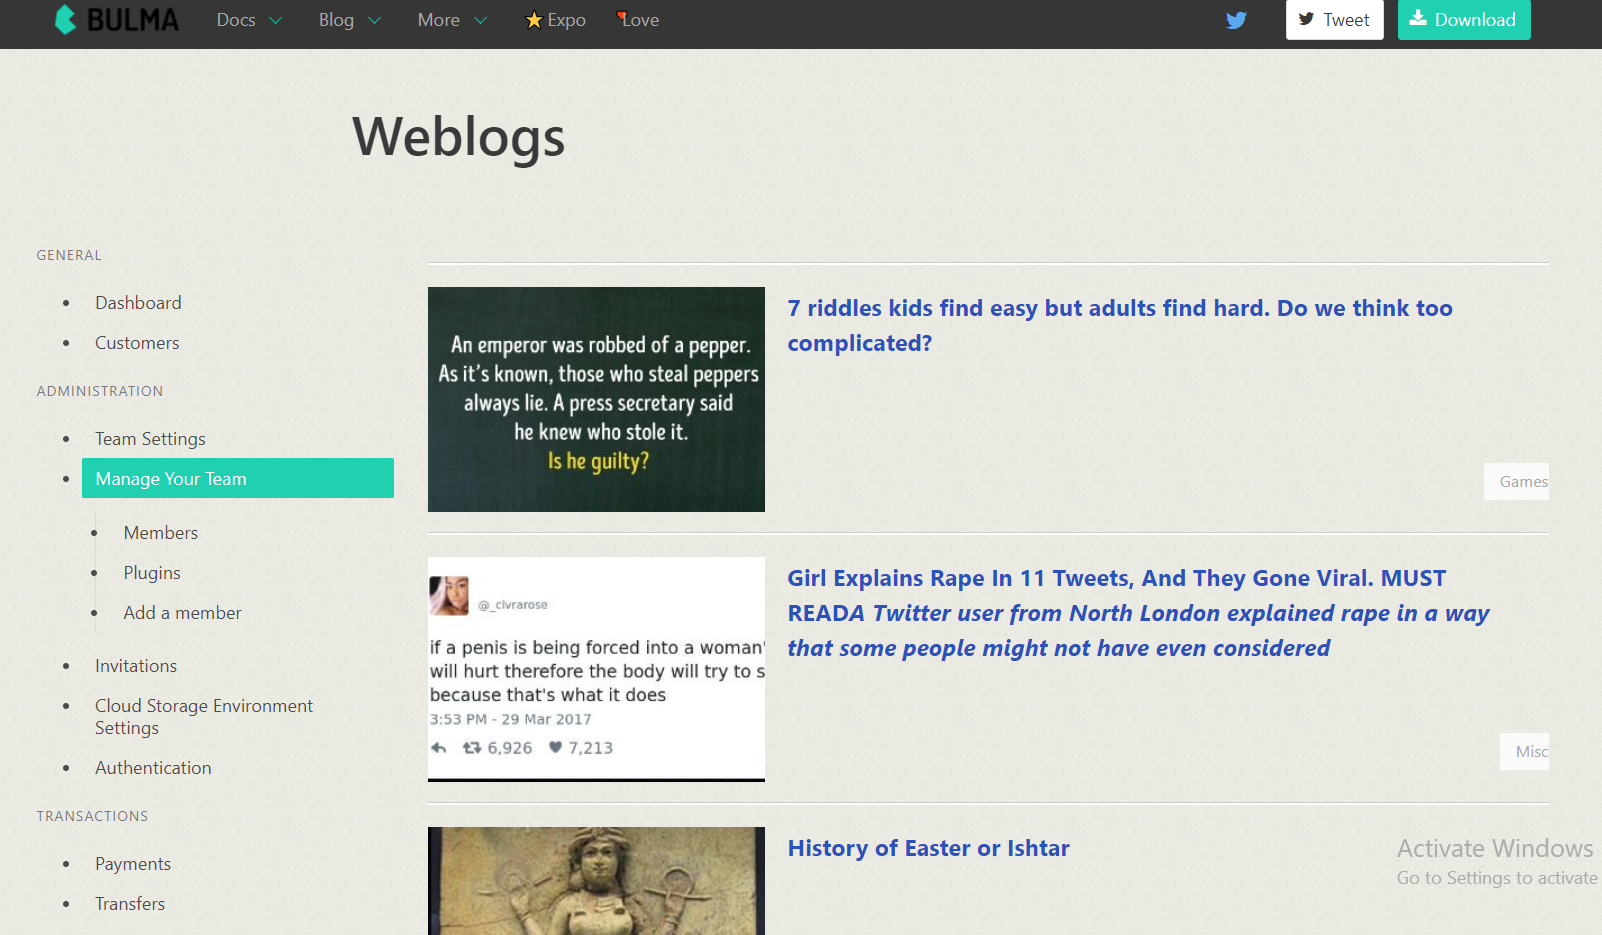 BULMA Docs Blog More Expo Love Tweet Download
Weblogs
GENERAL
Dashboard
Customers
ADMINISTRATION
Team Settings
Manage Your Team
Members
Plugins
Add a member
Invitations
Cloud Storage Environment
Settings
Authentication
TRANSACTIONS
Payments
Transfers
An emperor was robbed of a pepper.
As it's known, those who steal peppers
always lie. A press secretary said
he knew who stole it.
Is he guilty?
7 riddles kids find easy but adults find hard. Do we think too
complicated?
Games
@_clvrarose
if a penis is being forced into a woman'
will hurt therefore the body will try to s
because that's what it does
3:53 PM - 29 Mar 2017
6,926 7,213
Girl Explains Rape In 11 Tweets, And They Gone Viral. MUST
READA Twitter user from North London explained rape in a way
that some people might not have even considered
Misc
History of Easter or Ishtar
Activate Windows
Go to Settings to activate